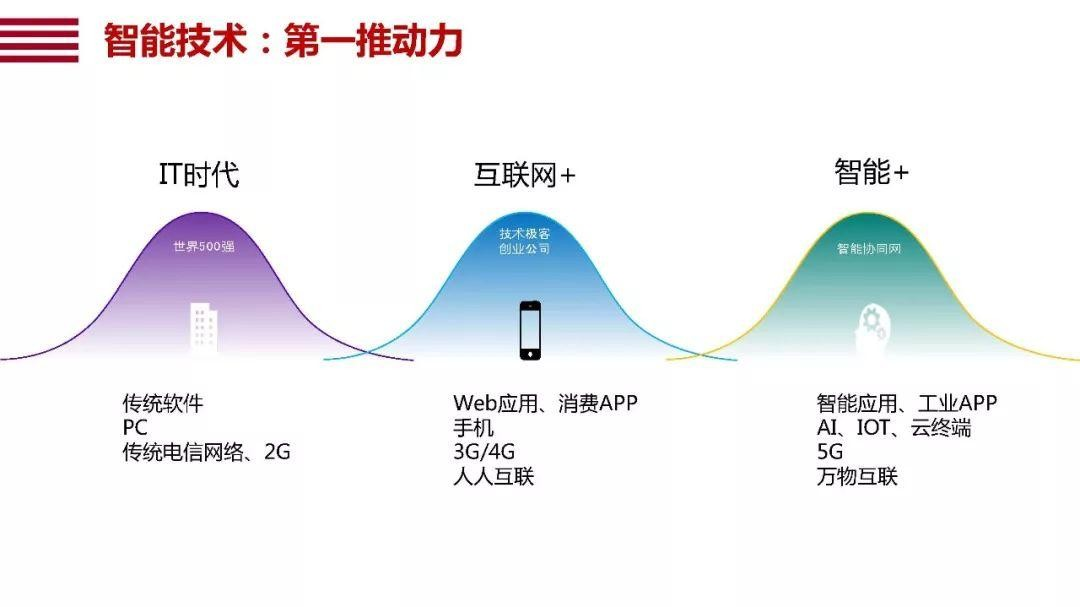 智能技术：第一推动力
IT时代
世界500强
传统软件
PC
传统电信网络、2G
互联网+
技术极客
创业公司
Web应用、消费APP
手机
3G/4G
人人互联
智能+
智能协同网
智能应用、工业APP
AI、IOT、云终端
5G
万物互联